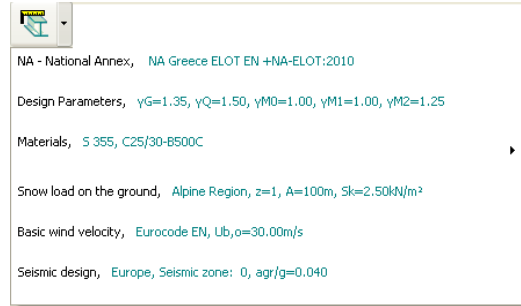 NA - National Annex, NA Greece ELOT EN +NA-ELOT:2010
Design Parameters, γG=1.35, γQ=1.50, γM0=1.00, γM1=1.00, γM2=1.25
Materials, S 355, C25/30-B500C
Snow load on the ground, Alpine Region, z=1, A=100m, Sk=2.50kN/m²
Basic wind velocity, Eurocode EN, Ub,o=30.00m/s
Seismic design, Europe, Seismic zone: 0, agr/g=0.040